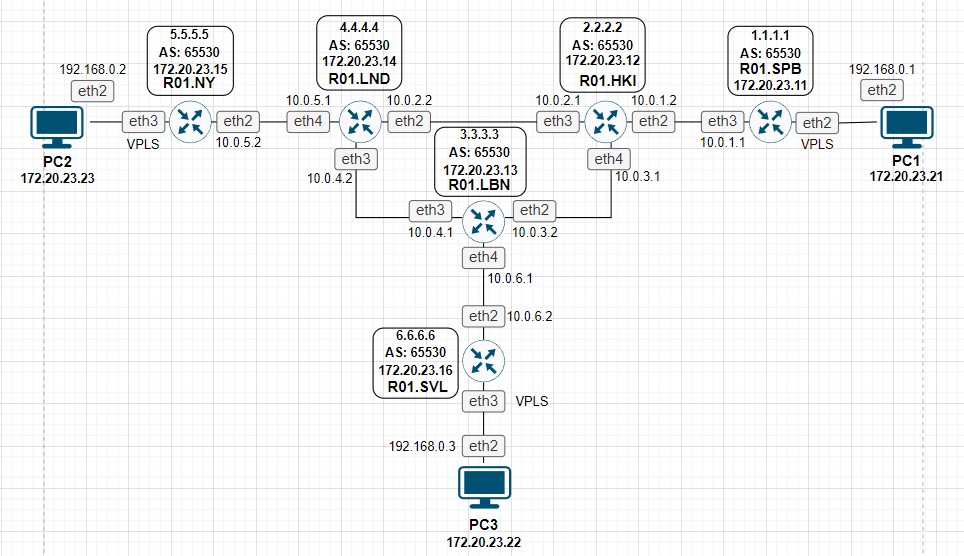 5.5.5.5
AS: 65530
172.20.23.15
R01.NY
4.4.4.4
AS: 65530
172.20.23.14
R01.LND
2.2.2.2
AS: 65530
172.20.23.12
R01.HKI
1.1.1.1
AS: 65530
R01.SPB
172.20.23.11
192.168.0.2
eth2
192.168.0.1
eth2
PC2
172.20.23.23
eth3
VPLS
eth2
10.0.5.2
10.0.5.1
eth4
10.0.2.2
eth2
eth3
10.0.4.2
10.0.2.1
eth3
10.0.1.2
eth2
eth4
10.0.3.1
eth3
10.0.1.1
eth2
VPLS
PC1
172.20.23.21
3.3.3.3
AS: 65530
172.20.23.13
R01.LBN
eth3
10.0.4.1
eth2
10.0.3.2
eth4
10.0.6.1
eth2
10.0.6.2
6.6.6.6
AS: 65530
172.20.23.16
R01.SVL
eth3
VPLS
192.168.0.3
eth2
PC3
172.20.23.22